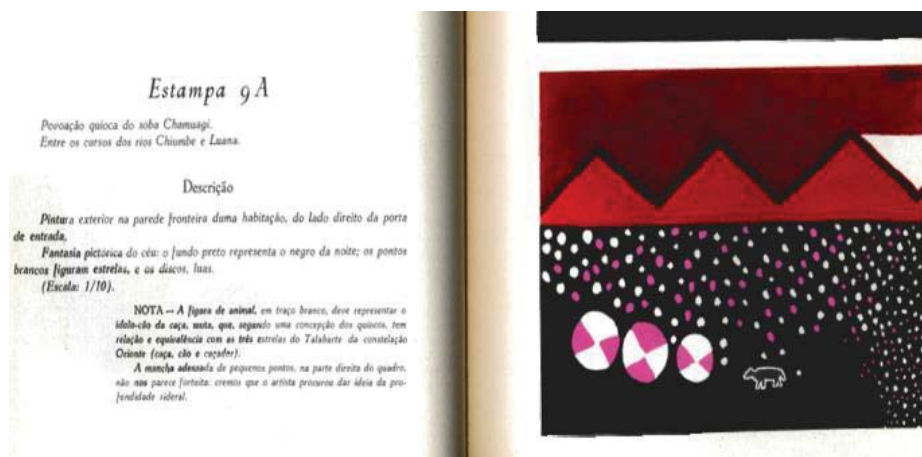 Estampa 9A
Povoação quioca do soba Chamuagi.
Entre os cursos dos rios Chiumbe e Luana.
Descrição
Pintura exterior na parede fronteira duma habitação, do lado direito da porta
de entrada.
Fantasia pictórica do céu: o fundo preto representa o negro da noite; os pontos
brancos figuram estrelas, e os discos, luas.
(Escala: 1/10).
NOTA — A figura de animal, em traço branco, deve representar o
ídolo-cão da caça, muta, que, segundo uma concepção dos quiocos, tem
relação e equivalência com as três estrelas do Talabarte da constelação
Oriente (caça, cão e caçador).
A mancha adensada de pequenos pontos, na parte direita do quadro,
não nos parece fortuita: cremos que o artista procurou dar ideia da pro-
fundidade sideral.